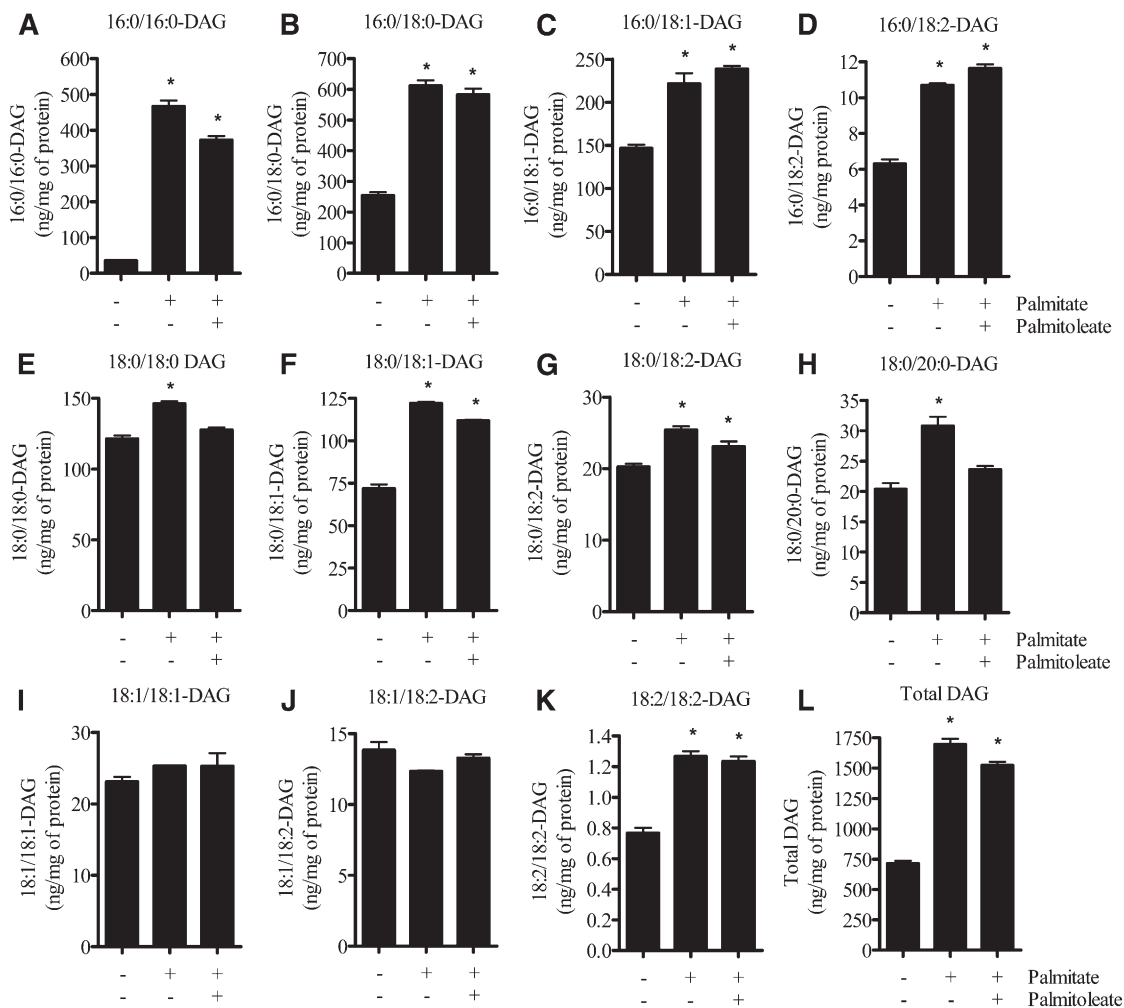 A 16:0/16:0-DAG
16:0/16:0-DAG
(ng/mg of protein)
600
500
400
300
200
100
0
*
*
- + +
- - +
B 16:0/18:0-DAG
16:0/18:0-DAG
(ng/mg of protein)
700
600
500
400
300
200
100
0
*
*
- + +
- - +
C 16:0/18:1-DAG
16:0/18:1-DAG
(ng/mg of protein)
250
200
150
100
50
0
*
*
- + +
- - +
D 16:0/18:2-DAG
16:0/18:2-DAG
(ng/mg protein)
12
10
8
6
4
2
0
*
*
- + + Palmitate
- - + Palmitoleate
E 18:0/18:0 DAG
18:0/18:0-DAG
(ng/mg of protein)
150
100
50
0
*
- + +
- - +
F 18:0/18:1-DAG
18:0/18:1-DAG
(ng/mg of protein)
125
100
75
50
25
0
*
*
- + +
- - +
G 18:0/18:2-DAG
18:0/18:2-DAG
(ng/mg of protein)
30
20
10
0
*
*
- + +
- - +
H 18:0/20:0-DAG
18:0/20:0-DAG
(ng/mg of protein)
35
30
25
20
15
10
5
0
*
- + + Palmitate
- - + Palmitoleate
I 18:1/18:1-DAG
18:1/18:1-DAG
(ng/mg of protein)
30
20
10
0
- + +
- - +
J 18:1/18:2-DAG
18:1/18:2-DAG
(ng/mg of protein)
15
10
5
0
- + +
- - +
K 18:2/18:2-DAG
18:2/18:2-DAG
(ng/mg of protein)
1.4
1.2
1.0
0.8
0.6
0.4
0.2
0.0
*
*
- + +
- - +
L Total DAG
Total DAG
(ng/mg of protein)
1750
1500
1250
1000
750
500
250
0
*
*
- + + Palmitate
- - + Palmitoleate